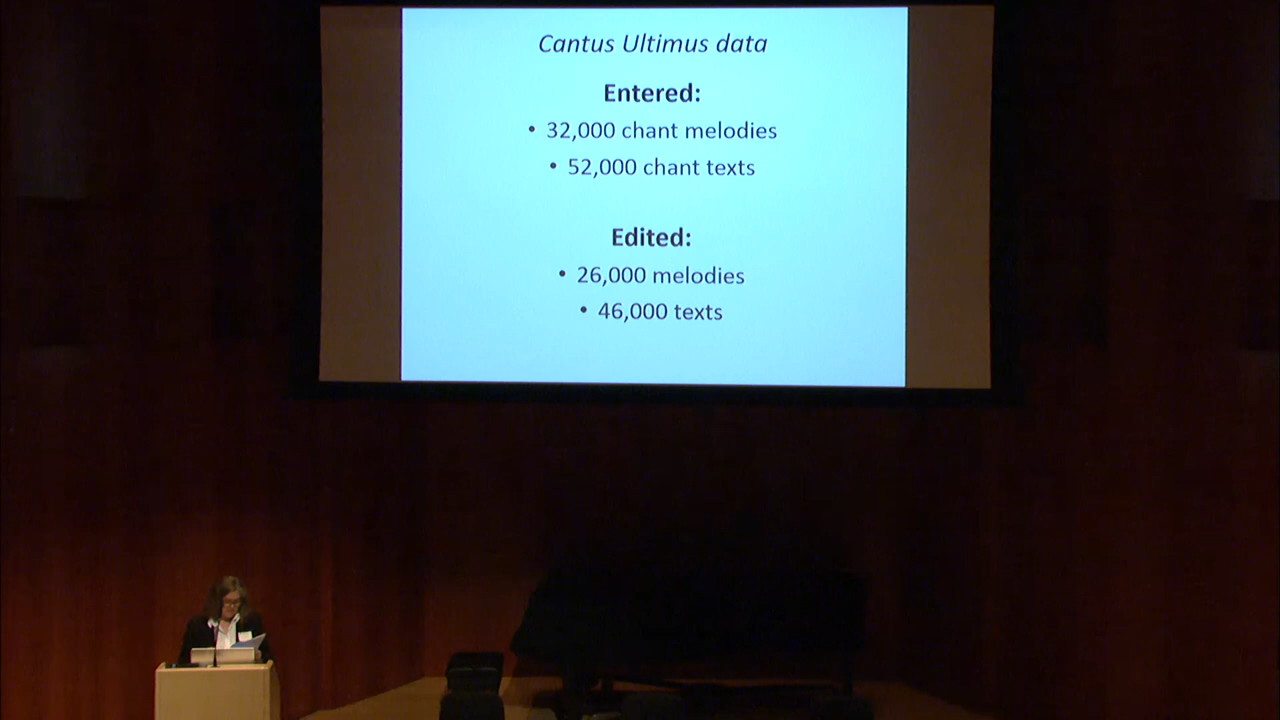 Cantus Ultimus data
Entered:
• 32,000 chant melodies
• 52,000 chant texts
Edited:
• 26,000 melodies
• 46,000 texts